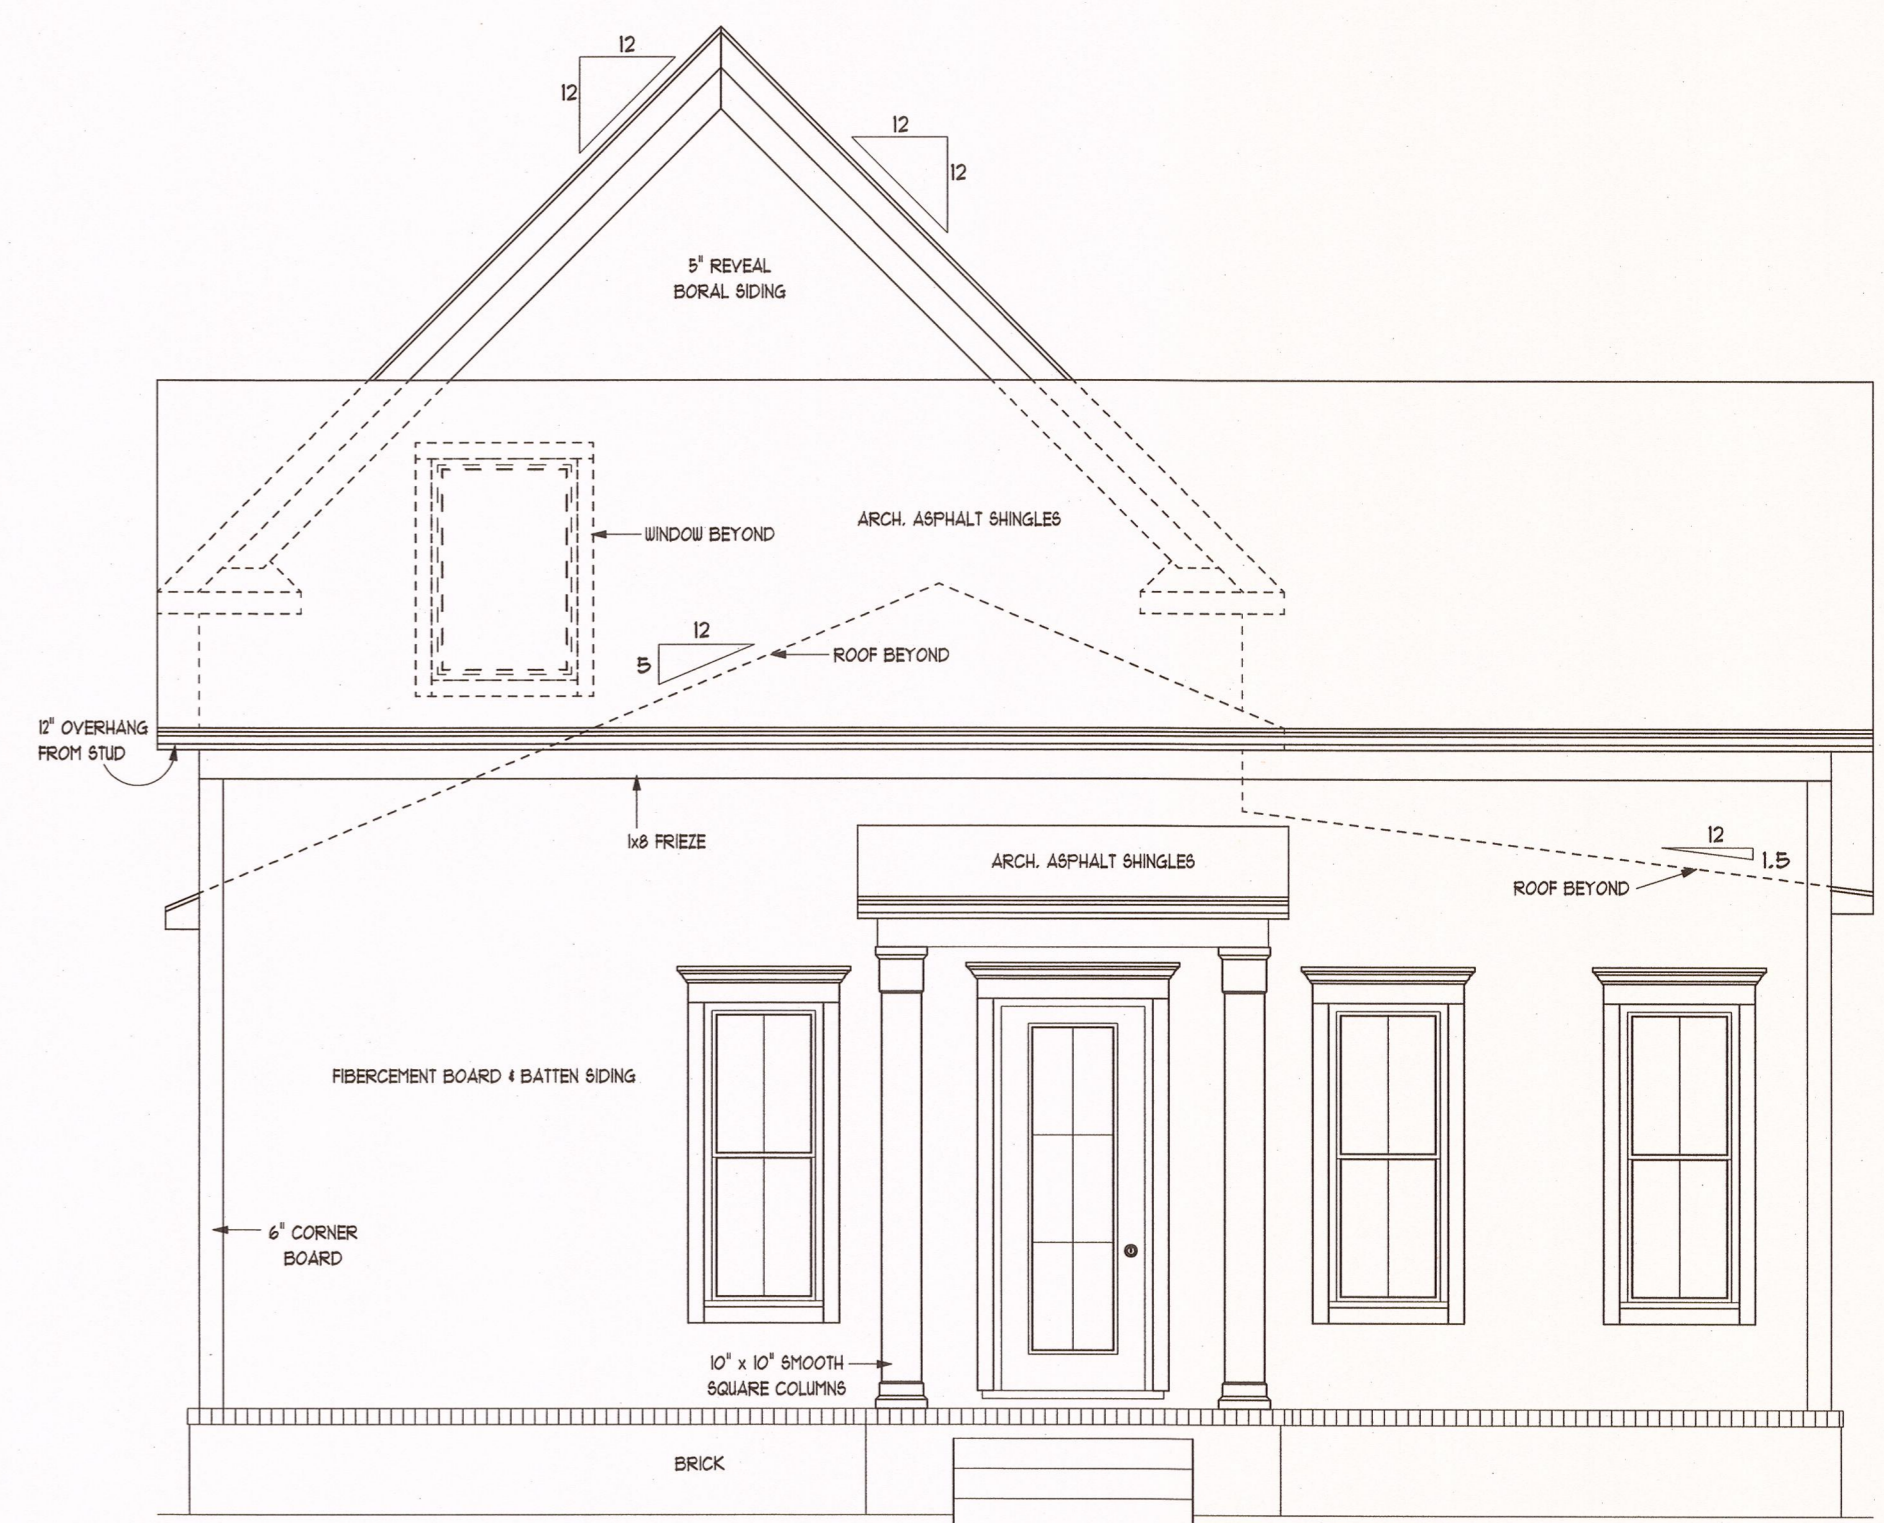 12
12
12
12
5" REVEAL
BORAL SIDING
ARCH. ASPHALT SHINGLES
WINDOW BEYOND
12
5
ROOF BEYOND
12" OVERHANG
FROM STUD
1x8 FRIEZE
12
1.5
ARCH. ASPHALT SHINGLES
ROOF BEYOND
FIBERCEMENT BOARD & BATTEN SIDING
6" CORNER
BOARD
10" x 10" SMOOTH
SQUARE COLUMNS
BRICK